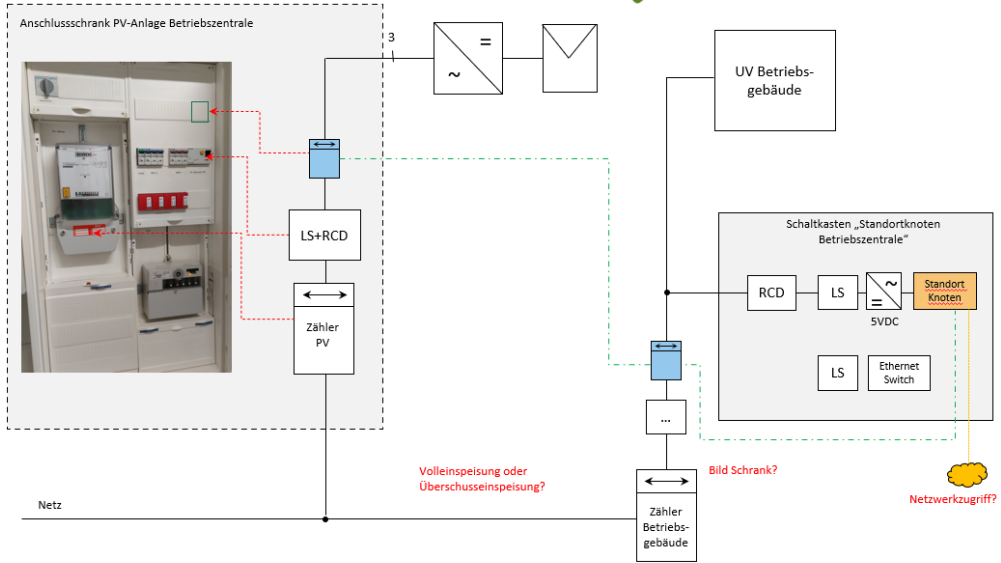 Anschlussschrank PV-Anlage Betriebszentrale
3
=
~
UV Betriebs-
gebäude
LS+RCD
Zähler
PV
Schaltkasten „Standortknoten
Betriebszentrale“
RCD
LS
~
=
5VDC
Standort
Knoten
LS
Ethernet
Switch
...
Volleinspeisung oder
Überschusseinspeisung?
Bild Schrank?
Netzwerkzugriff?
Netz
Zähler
Betriebs-
gebäude